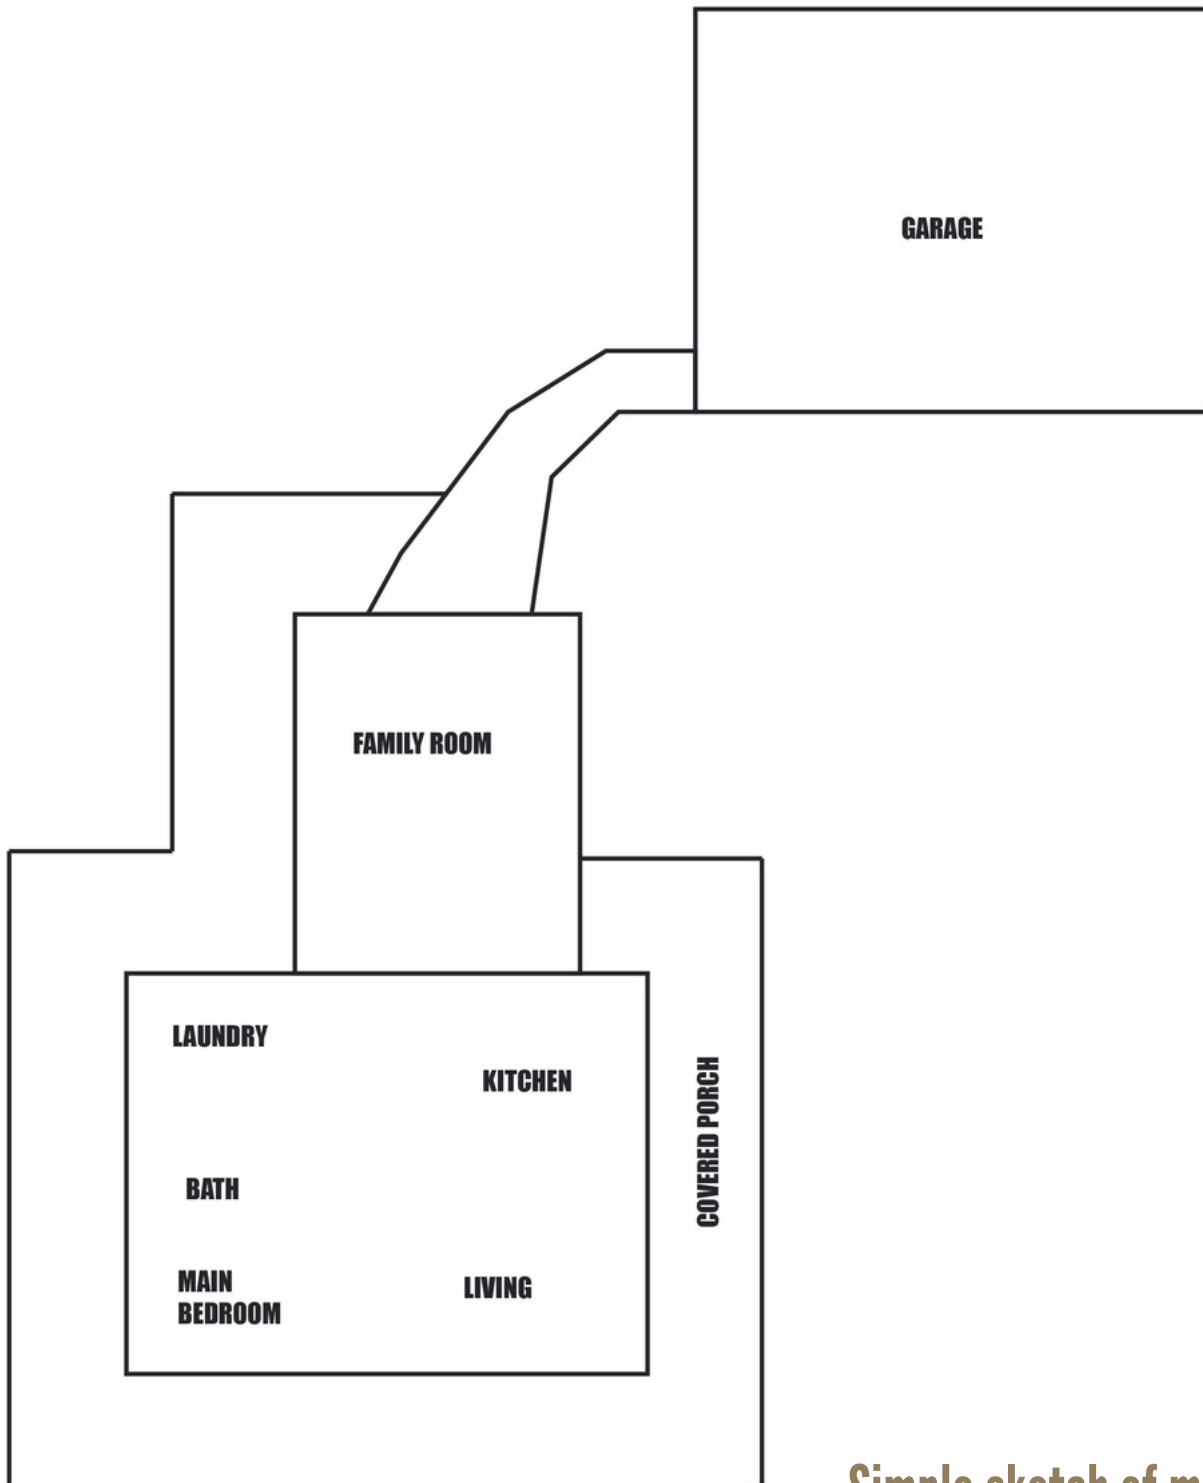 GARAGE
FAMILY ROOM
LAUNDRY
KITCHEN
COVERED PORCH
BATH
MAIN
BEDROOM
LIVING
Simple sketch of